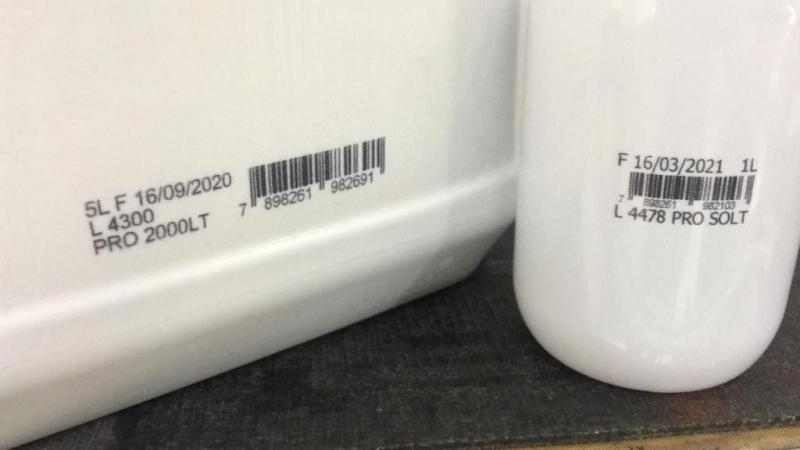 5L F 16/09/2020
L 4300
PRO 2000LT
7 898261 982691
F 16/03/2021 1L
7 898261 982103
L 4478 PRO SOLT